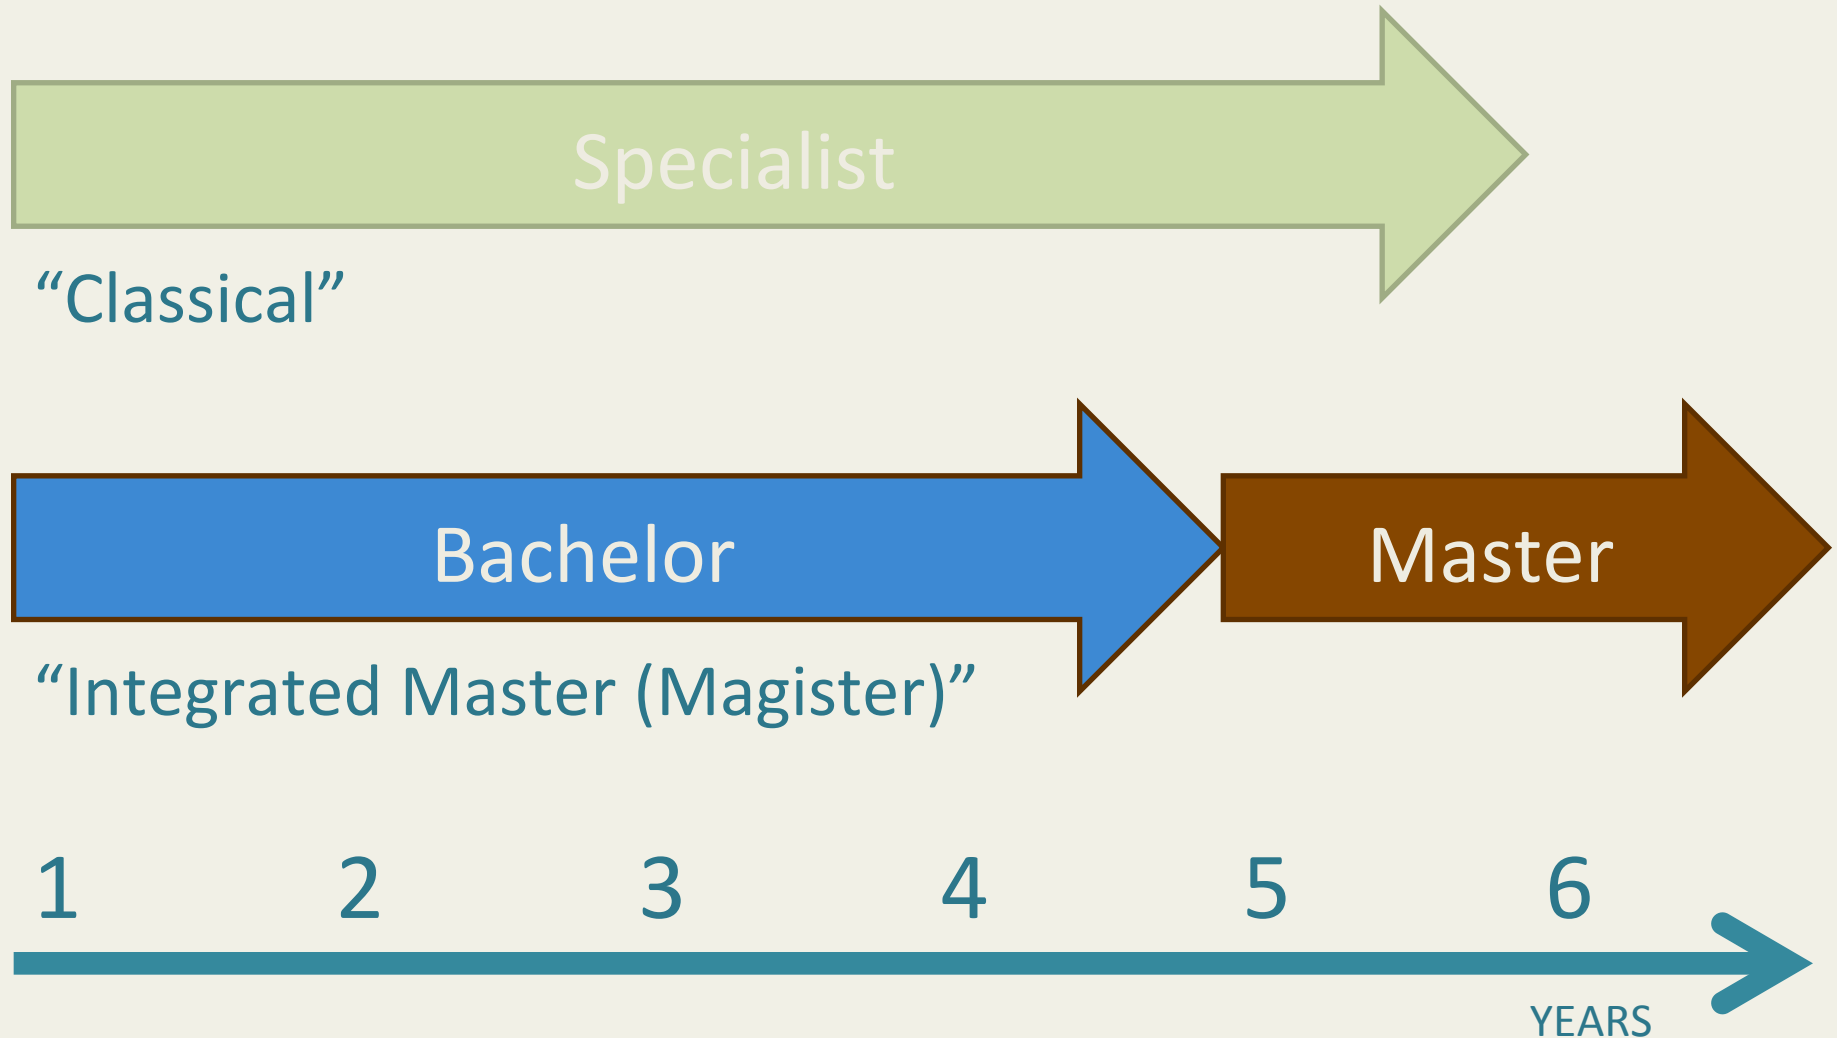 Specialist
“Classical”
Bachelor
Master
“Integrated Master (Magister)”
1 2 3 4 5 6
YEARS